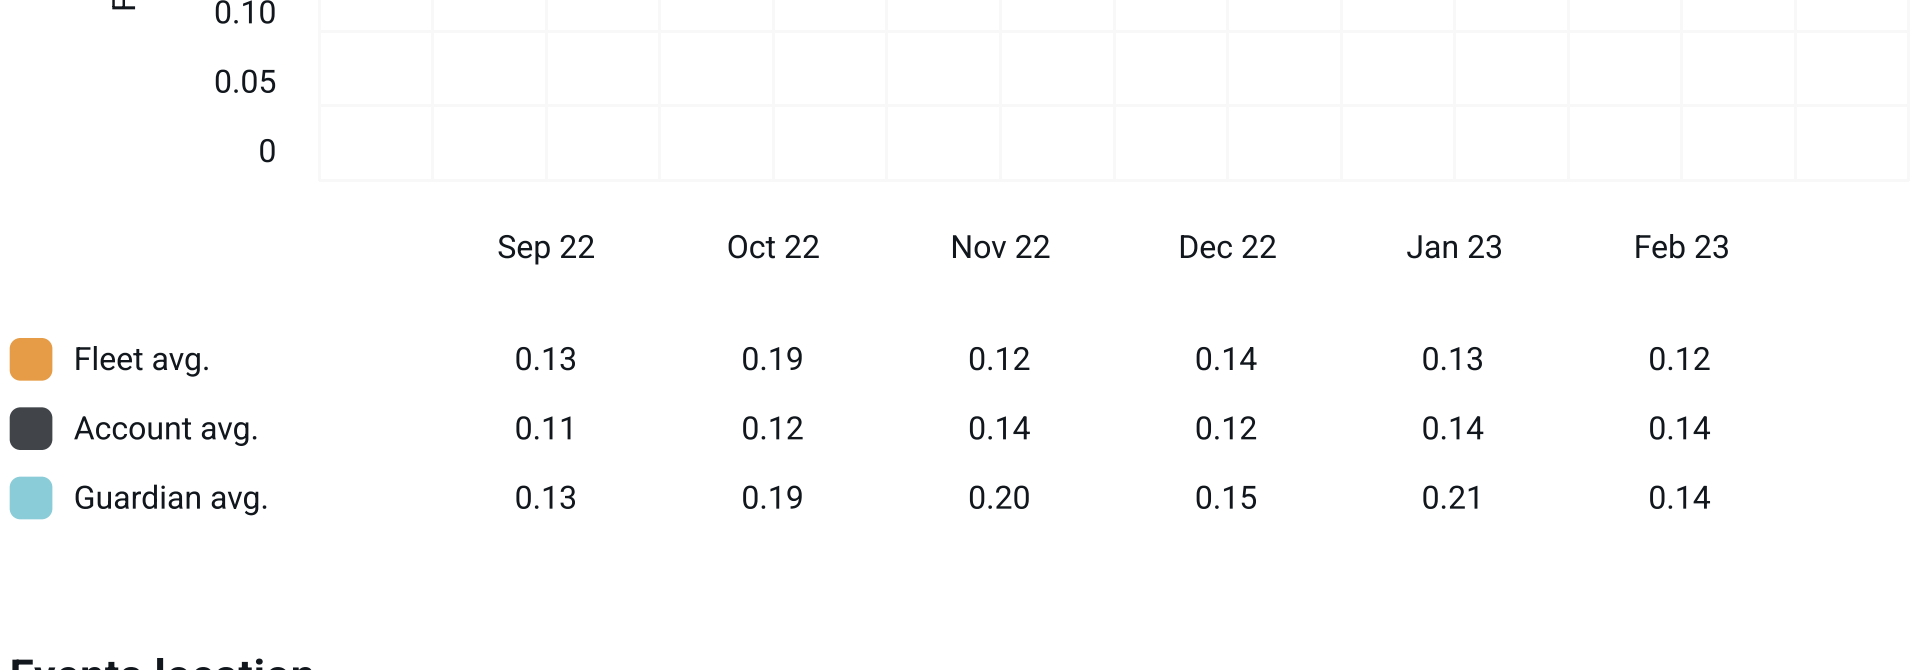 0.10
0.05
0
Sep 22 Oct 22 Nov 22 Dec 22 Jan 23 Feb 23
Fleet avg. 0.13 0.19 0.12 0.14 0.13 0.12
Account avg. 0.11 0.12 0.14 0.12 0.14 0.14
Guardian avg. 0.13 0.19 0.20 0.15 0.21 0.14
Events location